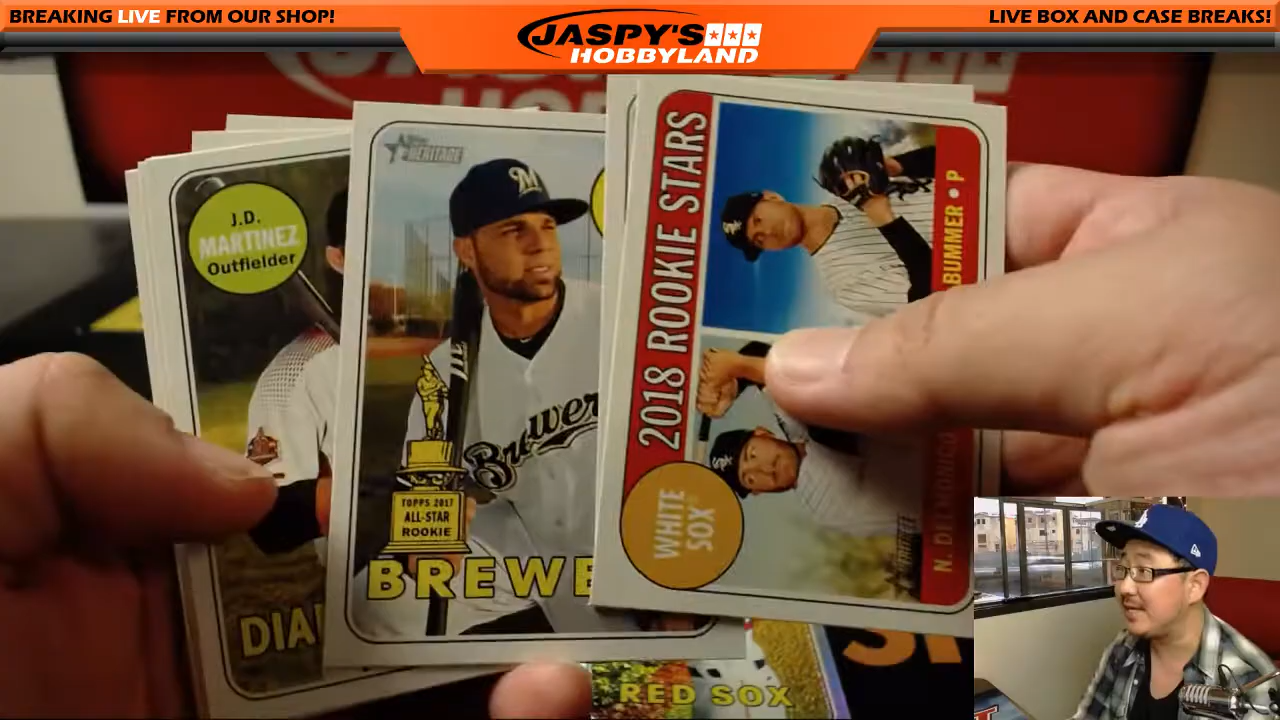 BREAKING LIVE FROM OUR SHOP!
JASPY'S
HOBBYLAND
LIVE BOX AND CASE BREAKS!
J.D.
MARTINEZ
Outfielder
DIA
HERITAGE
Brewer
TOPPS 2017
ALL-STAR
ROOKIE
BREWE
2018 ROOKIE STARS
WHITE
SOX
BUMMER • P
N. DELMONICO
RED SOX